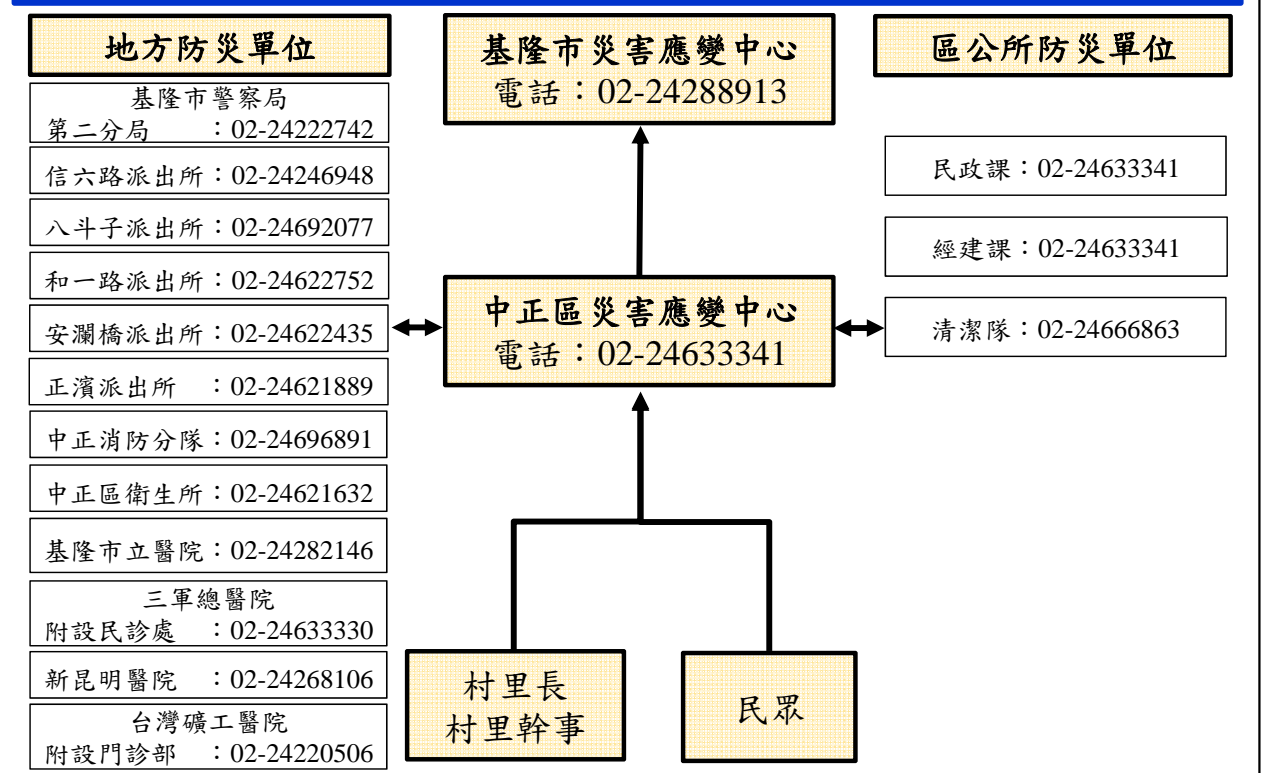 地方防災單位
基隆市警察局
第二分局　　：02-24222742
信六路派出所：02-24246948
八斗子派出所：02-24692077
和一路派出所：02-24622752
安瀾橋派出所：02-24622435
正濱派出所　：02-24621889
中正消防分隊：02-24696891
中正區衛生所：02-24621632
基隆市立醫院：02-24282146
三軍總醫院
附設民診處　：02-24633330
新昆明醫院　：02-24268106
台灣礦工醫院
附設門診部　：02-24220506
基隆市災害應變中心
電話：02-24288913
中正區災害應變中心
電話：02-24633341
村里長
村里幹事
民眾
區公所防災單位
民政課：02-24633341
經建課：02-24633341
清潔隊：02-24666863